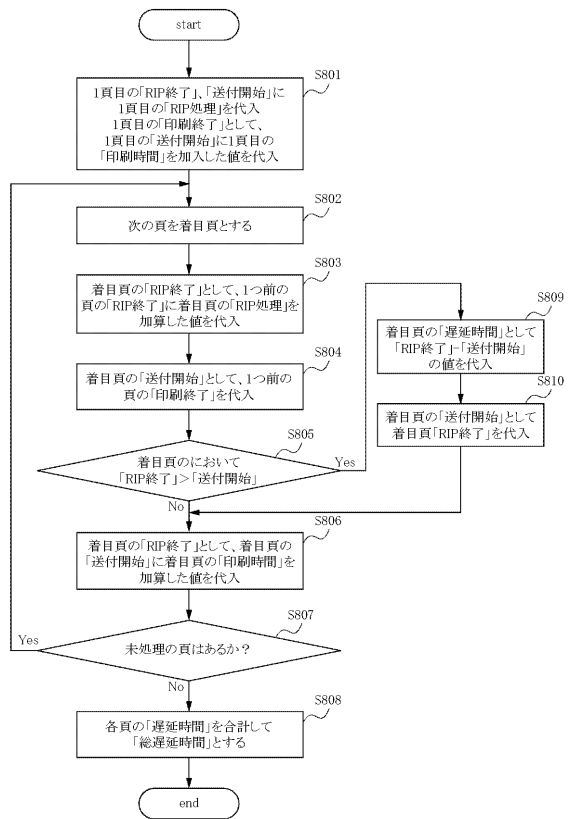 start
S801
1頁目の「RIP終了」、「送付開始」に
1頁目の「RIP処理」を代入
1頁目の「印刷終了」として、
1頁目の「送付開始」に1頁目の
「印刷時間」を加入した値を代入
S802
次の頁を着目頁とする
S803
着目頁の「RIP終了」として、1つ前の
頁の「RIP終了」に着目頁の「RIP処理」を
加算した値を代入
S804
着目頁の「送付開始」として、1つ前の
頁の「印刷終了」を代入
S805
着目頁のにおいて
「RIP終了」>「送付開始」
Yes
No
S809
着目頁の「遅延時間」として
「RIP終了」-「送付開始」
の値を代入
S810
着目頁の「送付開始」として
着目頁「RIP終了」を代入
S806
着目頁の「RIP終了」として、着目頁の
「送付開始」に着目頁の「印刷時間」を
加算した値を代入
S807
未処理の頁はあるか?
Yes
No
S808
各頁の「遅延時間」を合計して
「総遅延時間」とする
end